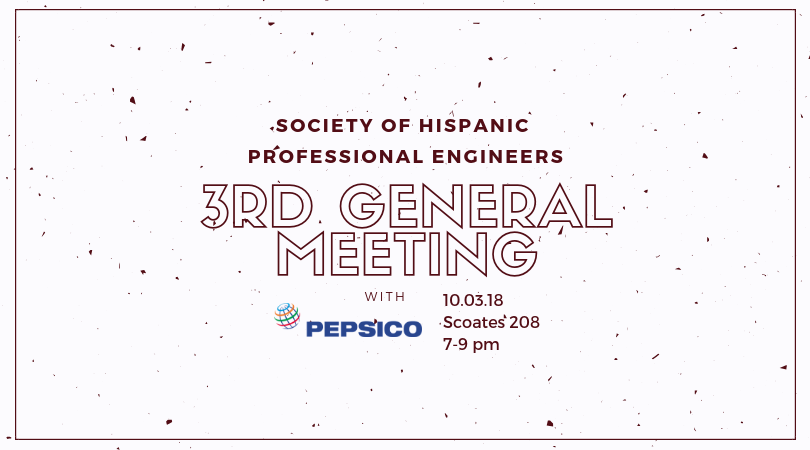 SOCIETY OF HISPANIC
PROFESSIONAL ENGINEERS
3RD GENERAL
MEETING
WITH
PEPSICO
10.03.18
Scoates 208
7-9 pm